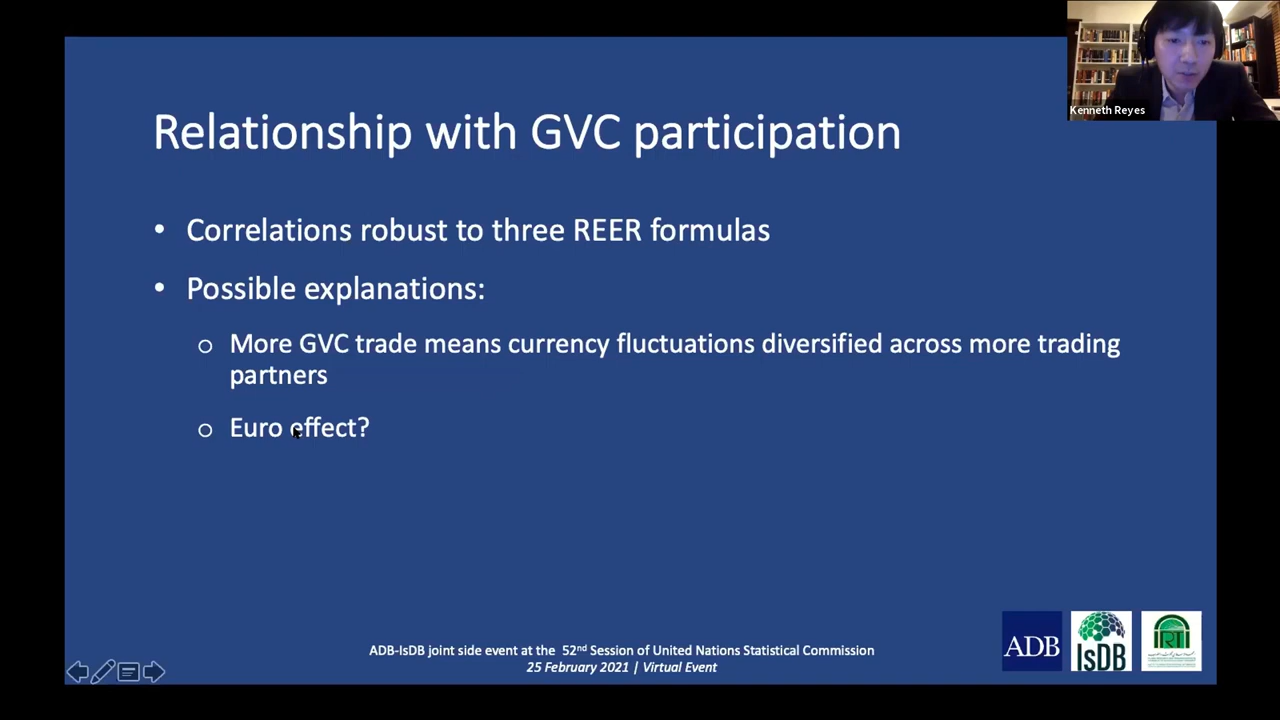 Kenneth Reyes
Relationship with GVC participation
• Correlations robust to three REER formulas
• Possible explanations:
o More GVC trade means currency fluctuations diversified across more trading
partners
o Euro effect?
ADB-IsDB joint side event at the 52nd Session of United Nations Statistical Commission
25 February 2021 | Virtual Event
ADB
IsDB
IRTI